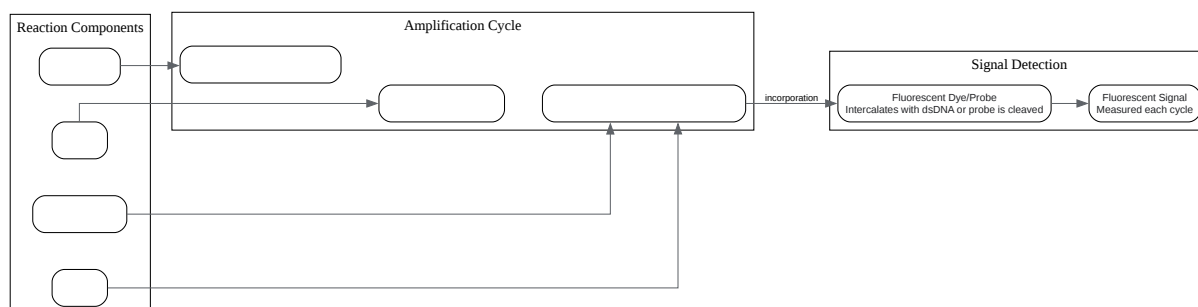 Reaction Components
Amplification Cycle
Signal Detection
incorporation
Fluorescent Dye/Probe
Intercalates with dsDNA or probe is cleaved
Fluorescent Signal
Measured each cycle